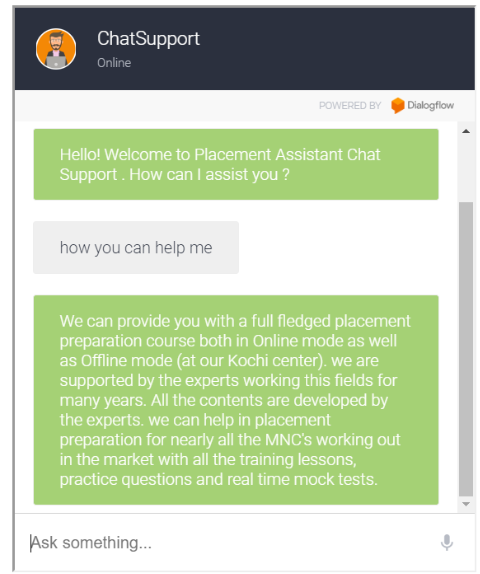 ChatSupport
Online
POWERED BY Dialogflow
Hello! Welcome to Placement Assistant Chat
Support . How can I assist you ?
how you can help me
We can provide you with a full fledged placement
preparation course both in Online mode as well
as Offline mode (at our Kochi center). we are
supported by the experts working this fields for
many years. All the contents are developed by
the experts. we can help in placement
preparation for nearly all the MNC's working out
in the market with all the training lessons,
practice questions and real time mock tests.
Ask something...